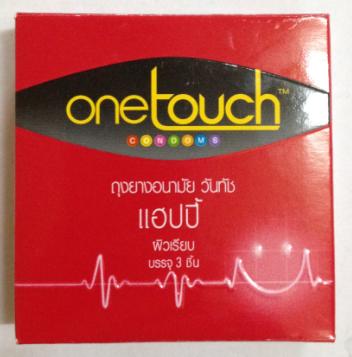 onetouch™
CONDOMS
ถุงยางอนามัย วันทัช
แฮปปี้
ผิวเรียบ
บรรจุ 3 ชิ้น